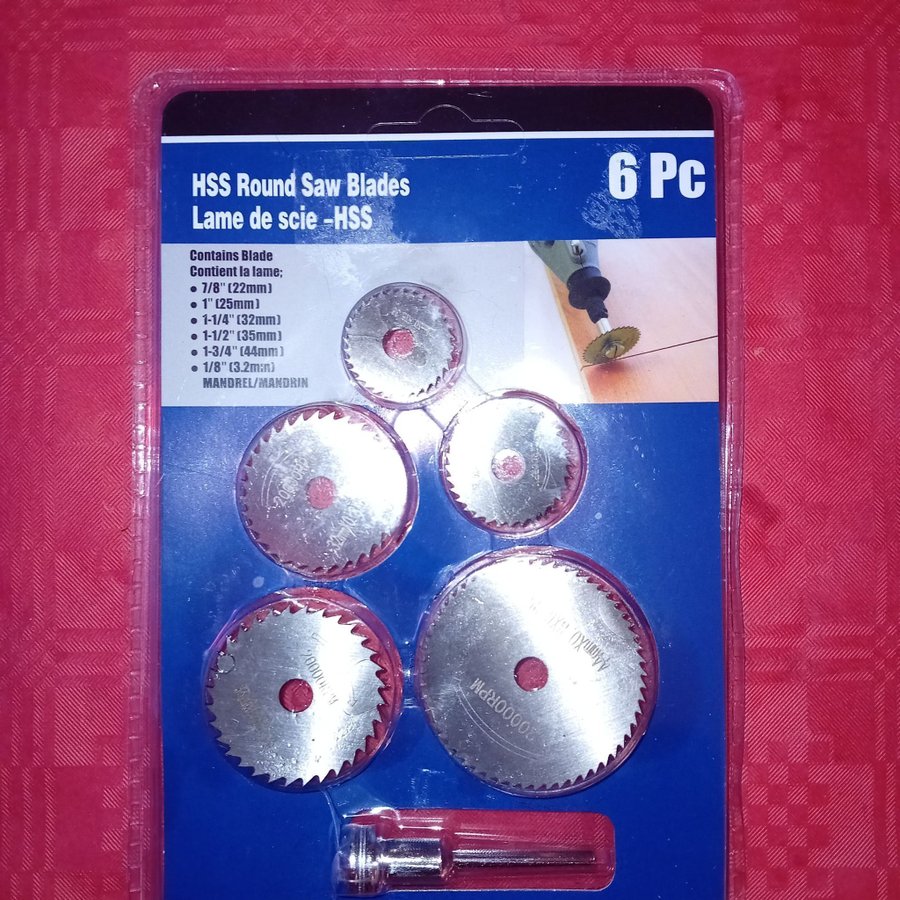 HSS Round Saw Blades
Lame de scie -HSS
6 Pc
Contains Blade
Contient la lame;
• 7/8" (22mm)
• 1" (25mm)
• 1-1/4" (32mm)
• 1-1/2" (35mm)
• 1-3/4" (44mm)
• 1/8" (3.2mm)
MANDREL/MANDRIN